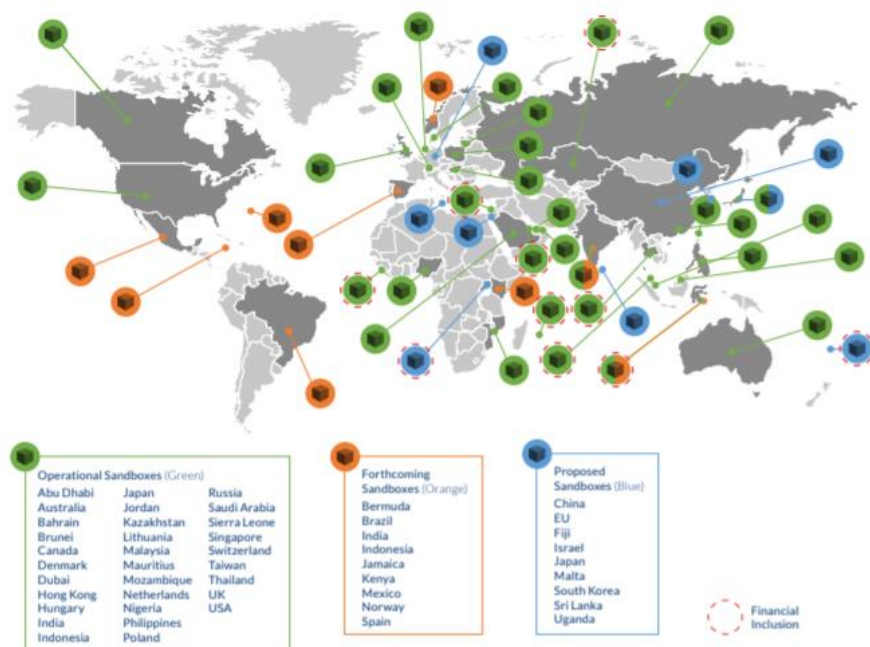 Operational Sandboxes (Green)
Abu Dhabi
Australia
Bahrain
Brunei
Canada
Denmark
Dubai
Hong Kong
Hungary
India
Indonesia
Japan
Jordan
Kazakhstan
Lithuania
Malaysia
Mauritius
Mozambique
Netherlands
Nigeria
Philippines
Poland
Russia
Saudi Arabia
Sierra Leone
Singapore
Switzerland
Taiwan
Thailand
UK
USA
Forthcoming
Sandboxes (Orange)
Bermuda
Brazil
India
Indonesia
Jamaica
Kenya
Mexico
Norway
Spain
Proposed
Sandboxes (Blue)
China
EU
Fiji
Israel
Japan
Malta
South Korea
Sri Lanka
Uganda
Financial
Inclusion